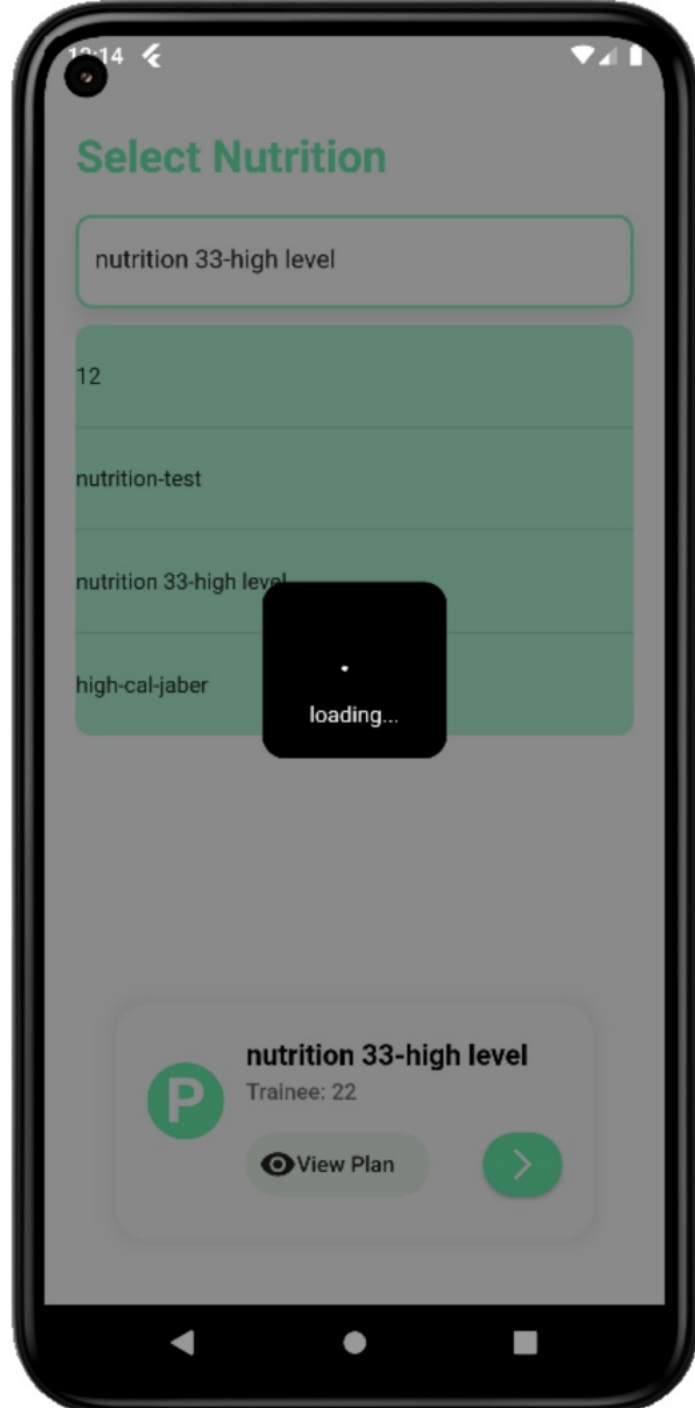 Select Nutrition
nutrition 33-high level
12
nutrition-test
nutrition 33-high level
high-cal-jaber
loading...
nutrition 33-high level
Trainee: 22
P
View Plan